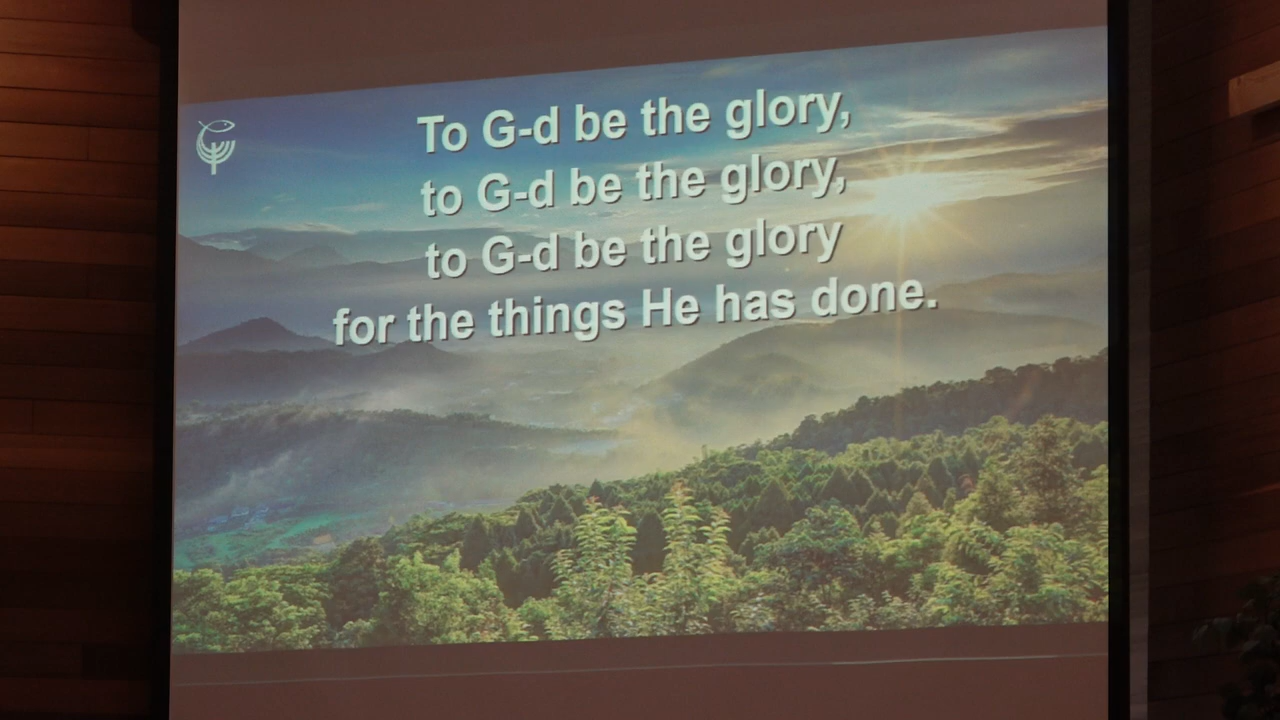 To G-d be the glory,
to G-d be the glory,
to G-d be the glory
for the things He has done.